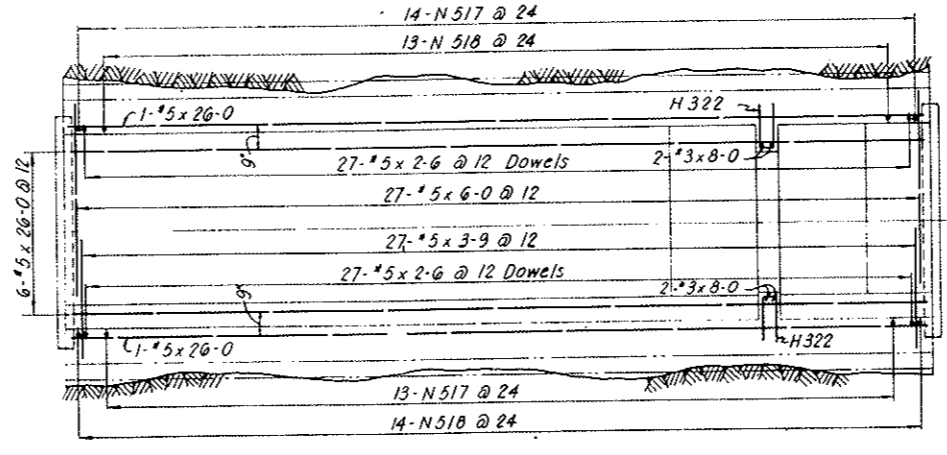 14-N517 @ 24
13-N518 @ 24
1-#5x26-0
H322
9"
27-#5x2-6 @ 12 Dowels
2-#3x8-0
6-#5x26-0 @ 12
27-#5x6-0 @ 12
27-#5x3-9 @ 12
27-#5x2-6 @ 12 Dowels
2-#3x8-0
9"
1-#5x26-0
H322
13-N517 @ 24
14-N518 @ 24